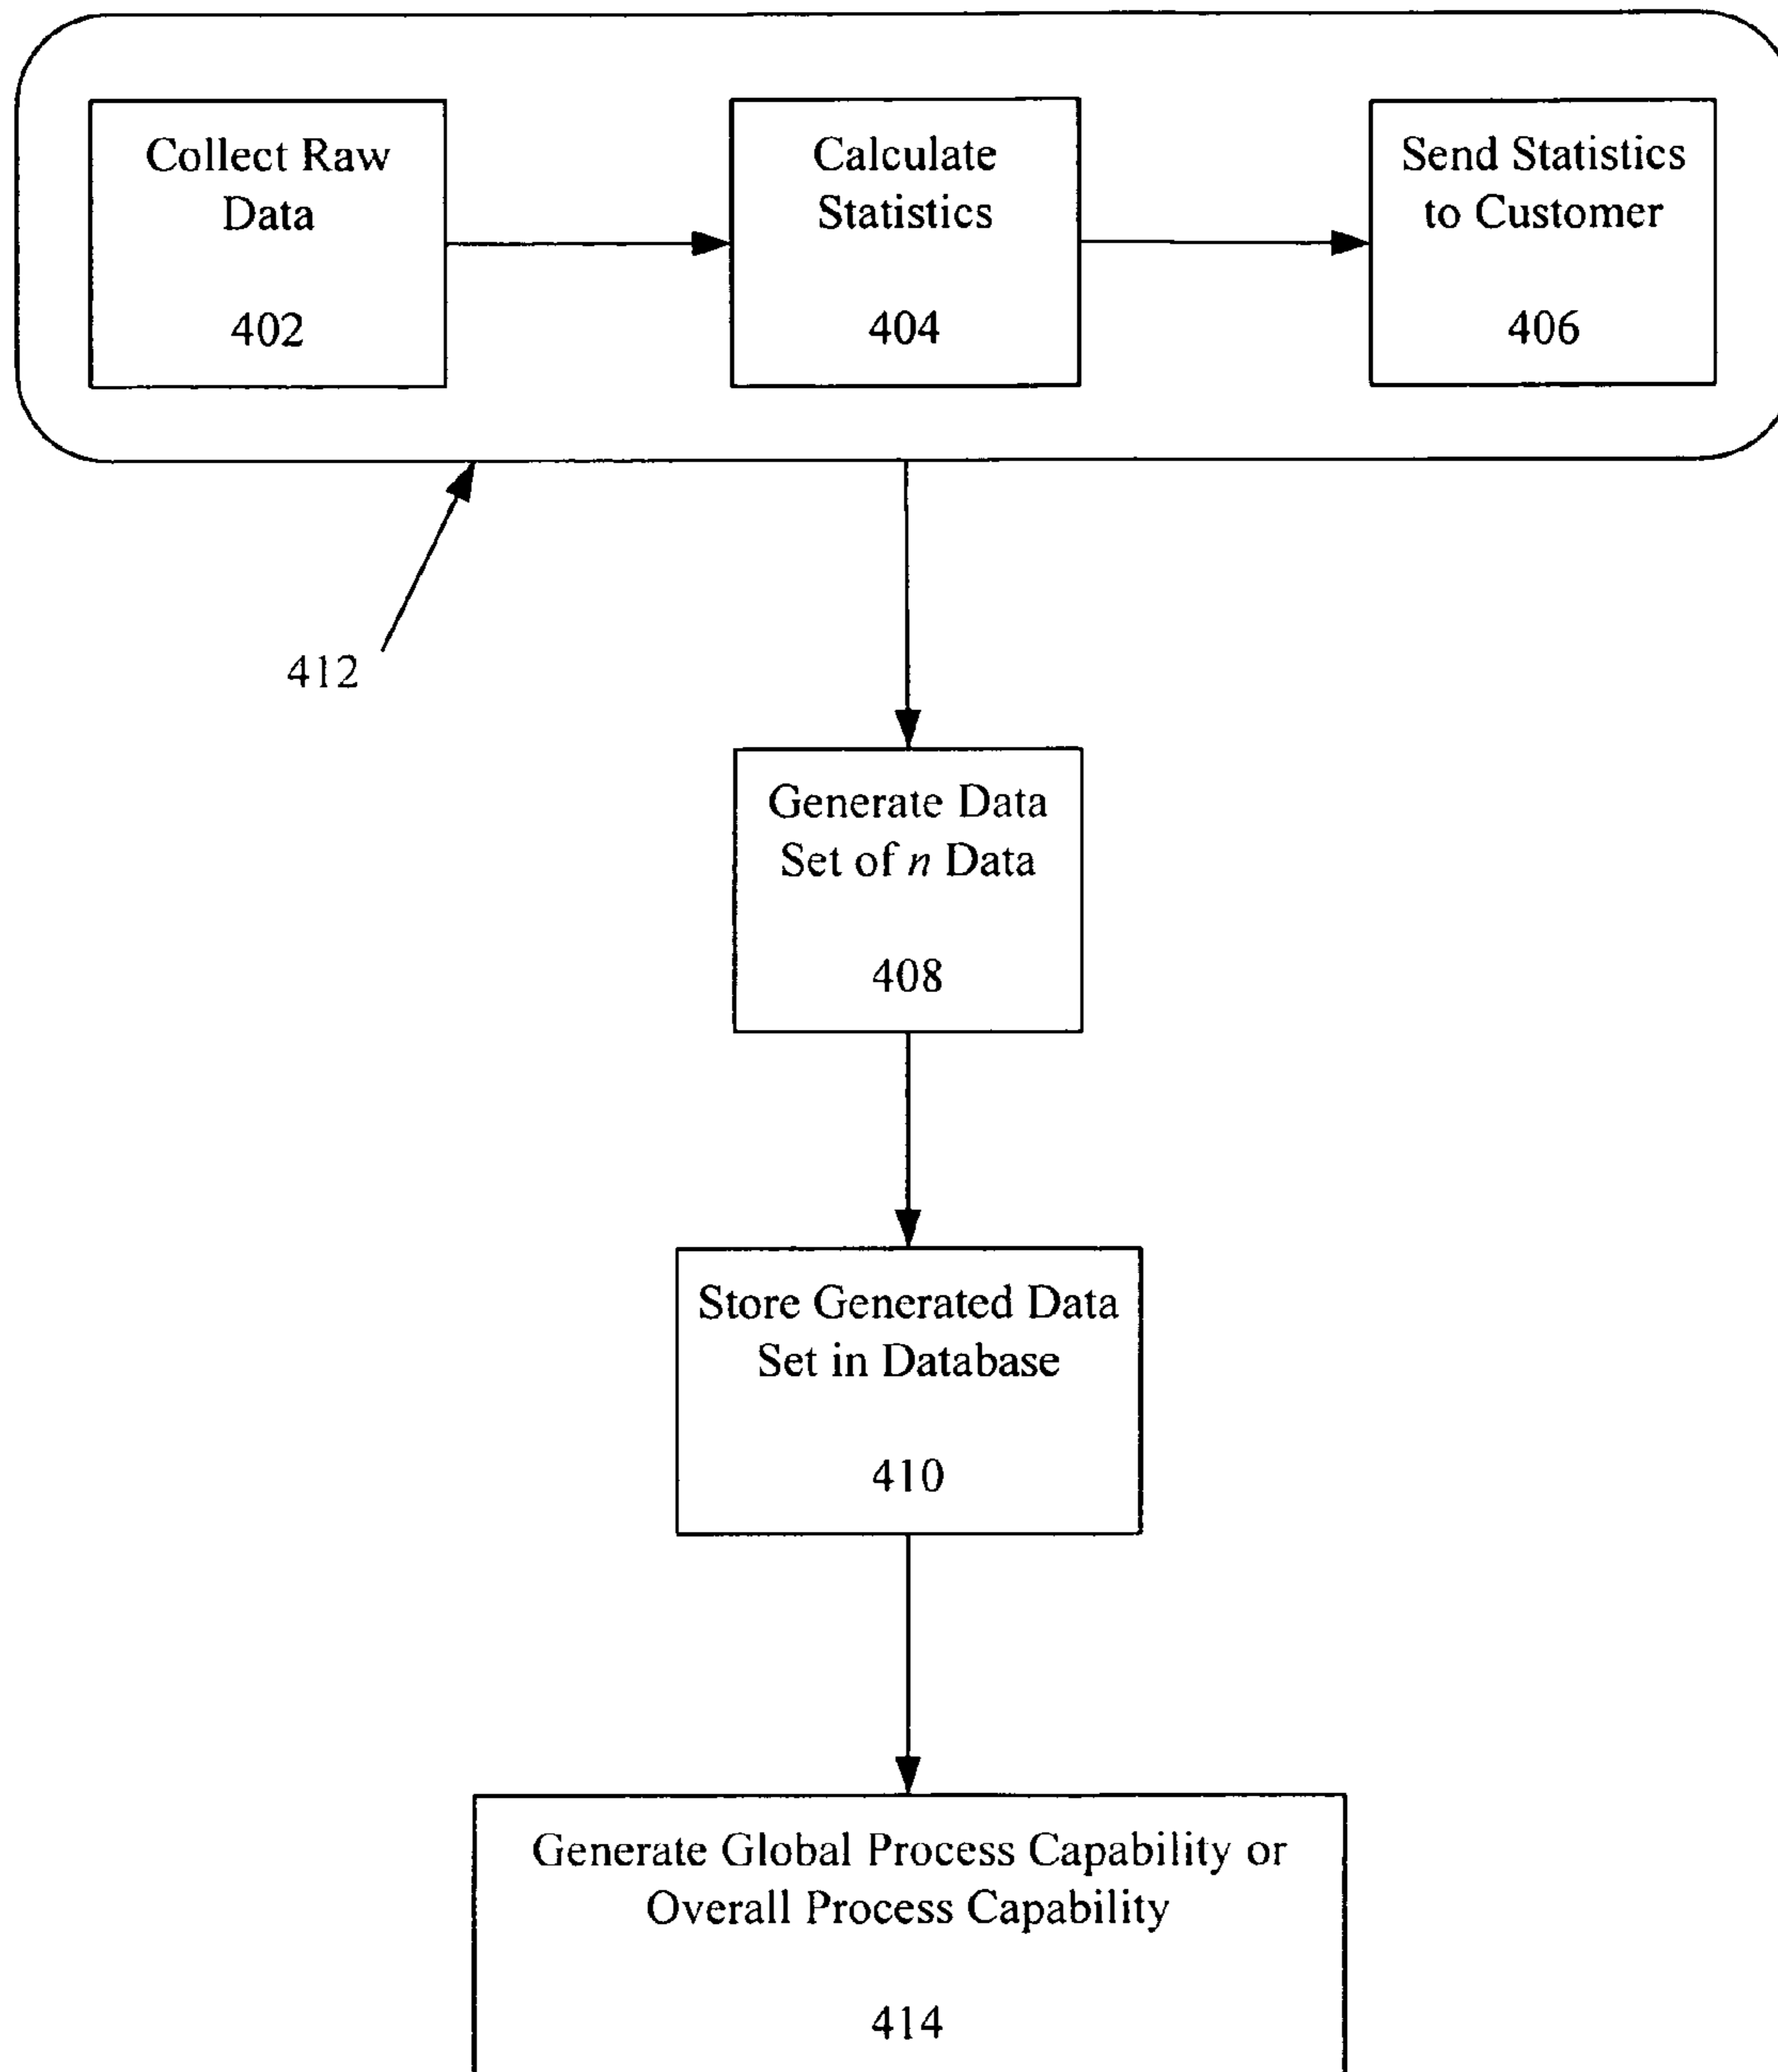 Collect Raw
Data
402
Calculate
Statistics
404
Send Statistics
to Customer
406
412
Generate Data
Set of n Data
408
Store Generated Data
Set in Database
410
Generate Global Process Capability or
Overall Process Capability
414